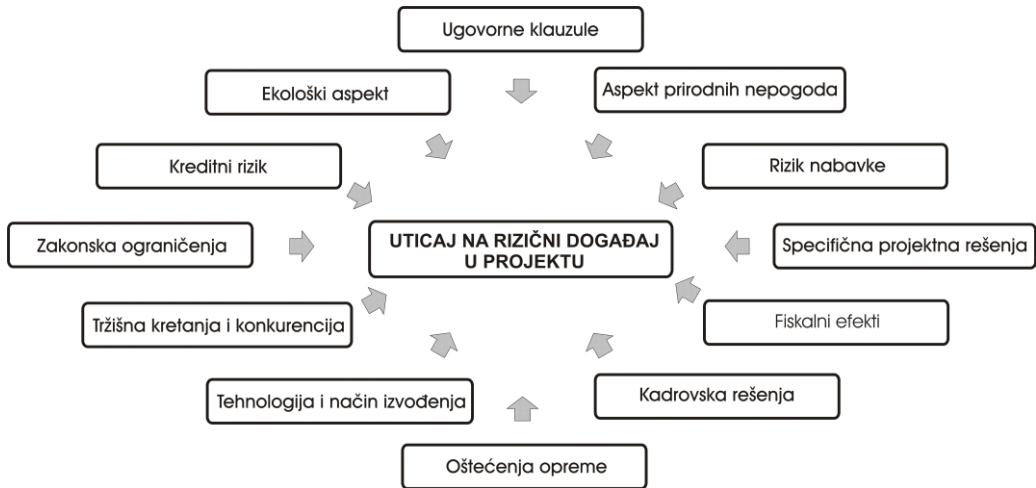 Ugovorne klauzule
Ekološki aspekt
Aspekt prirodnih nepogoda
Kreditni rizik
Rizik nabavke
Zakonska ograničenja
UTICAJ NA RIZIČNI DOGAĐAJ
U PROJEKTU
Specifična projektna rešenja
Tržišna kretanja i konkurencija
Fiskalni efekti
Tehnologija i način izvođenja
Kadrovska rešenja
Oštećenja opreme